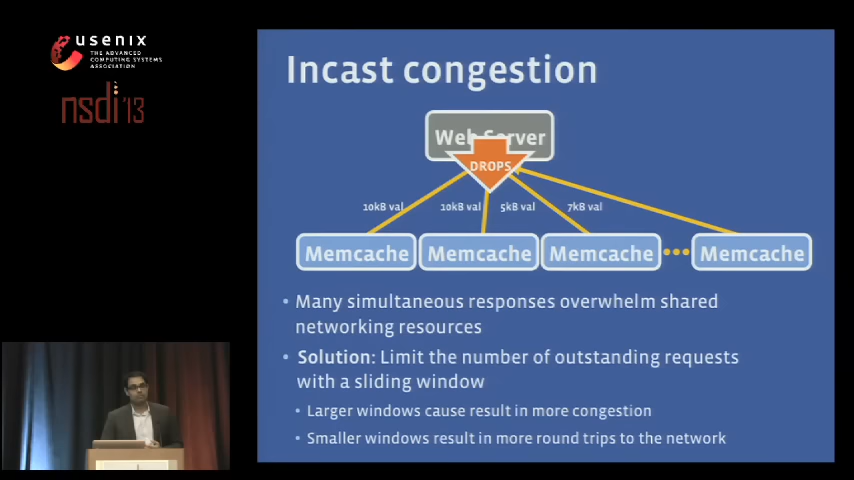 usenix
THE ADVANCED
COMPUTING SYSTEMS
ASSOCIATION
nsdi '13
Incast congestion
Web Server
DROPS
10kB val
10kB val
5kB val
7kB val
Memcache
Memcache
Memcache
Memcache
• Many simultaneous responses overwhelm shared
networking resources
• Solution: Limit the number of outstanding requests
with a sliding window
• Larger windows cause result in more congestion
• Smaller windows result in more round trips to the network